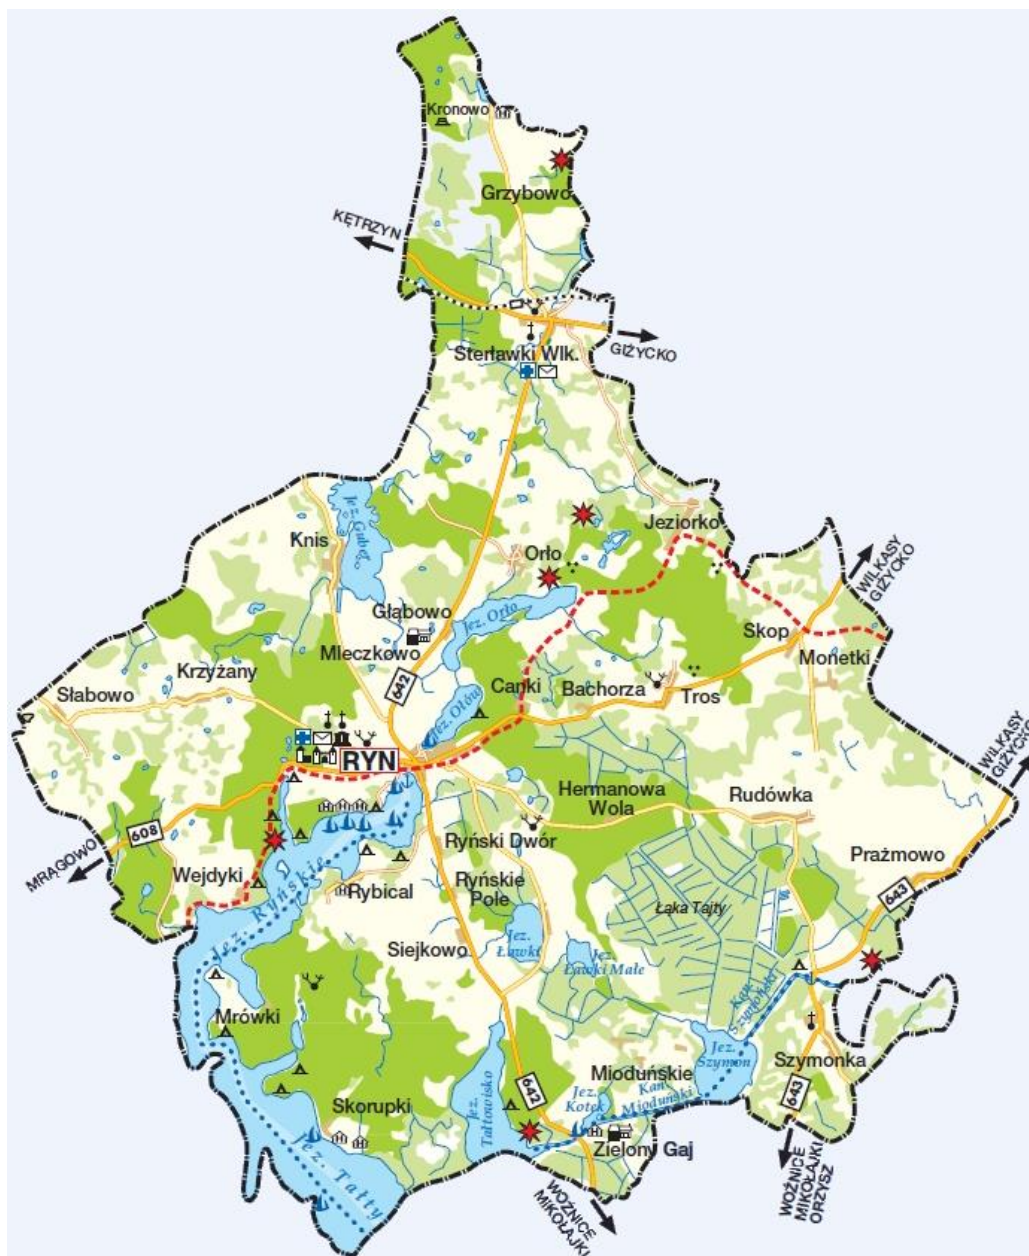 Kronowo
Grzybowo
KĘTRZYN
GIŻYCKO
Sterławki Wlk.
Jez. Guber
Knis
Jeziorko
Orło
WILKASY
GIŻYCKO
Głąbowo
Jez. Orło
Mleczkowo
Skop
Monetki
Krzyżany
Słabowo
642
Canki
Bachorza
Tros
Jez. Ołów
RYN
WILKASY
GIŻYCKO
Hermanowa
Wola
Rudówka
608
MRĄGOWO
Ryński Dwór
Prażmowo
Wejdyki
Jez. Ryńskie
Rybical
Ryńskie
Pole
643
Łąka Tajty
Siejkowo
Jez.
Ławki
Jez.
Ławki Małe
Kan.
Szymoński
Mrówki
Jez.
Szymon
Szymonka
Mioduńskie
Skorupki
Jez.
Tałtowisko
642
Jez.
Kotek
Kan.
Mioduński
643
Zielony Gaj
Jez. Tałty
WOŹNICE
MIKOŁAJKI
WOŹNICE
MIKOŁAJKI
ORZYSZ